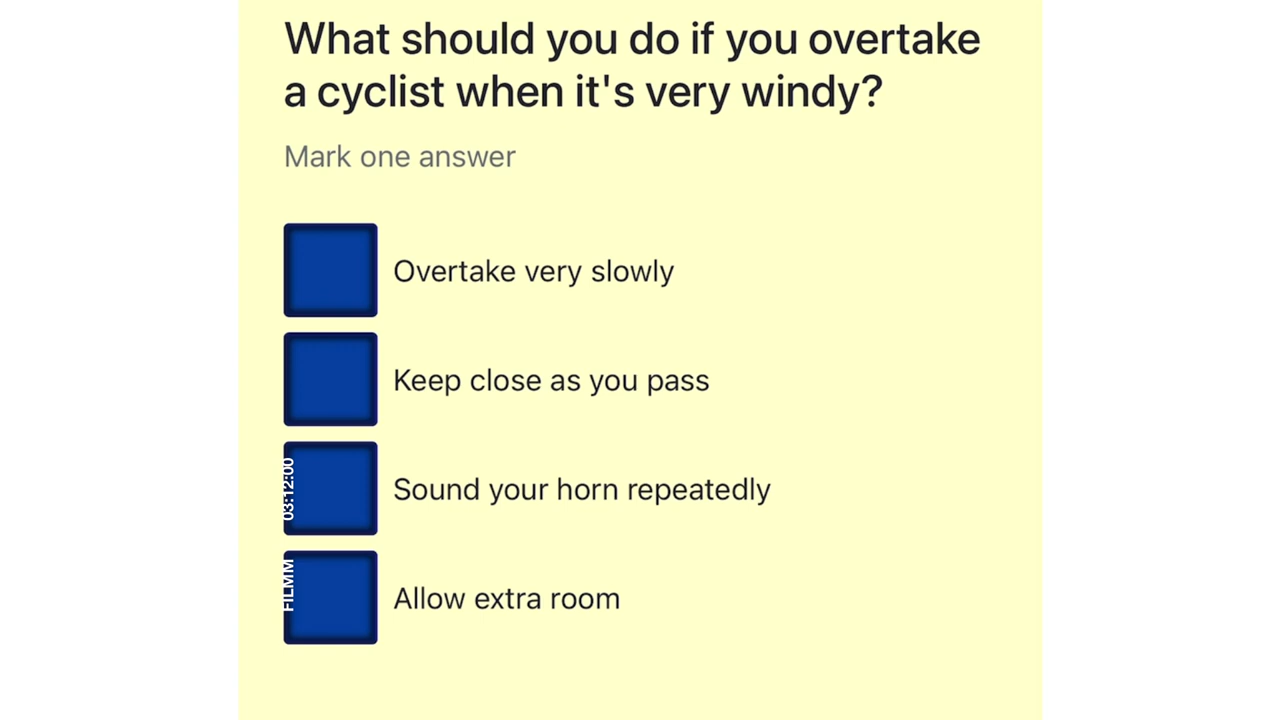 What should you do if you overtake
a cyclist when it's very windy?
Mark one answer
Overtake very slowly
Keep close as you pass
Sound your horn repeatedly
Allow extra room
03:12:00
FILMM